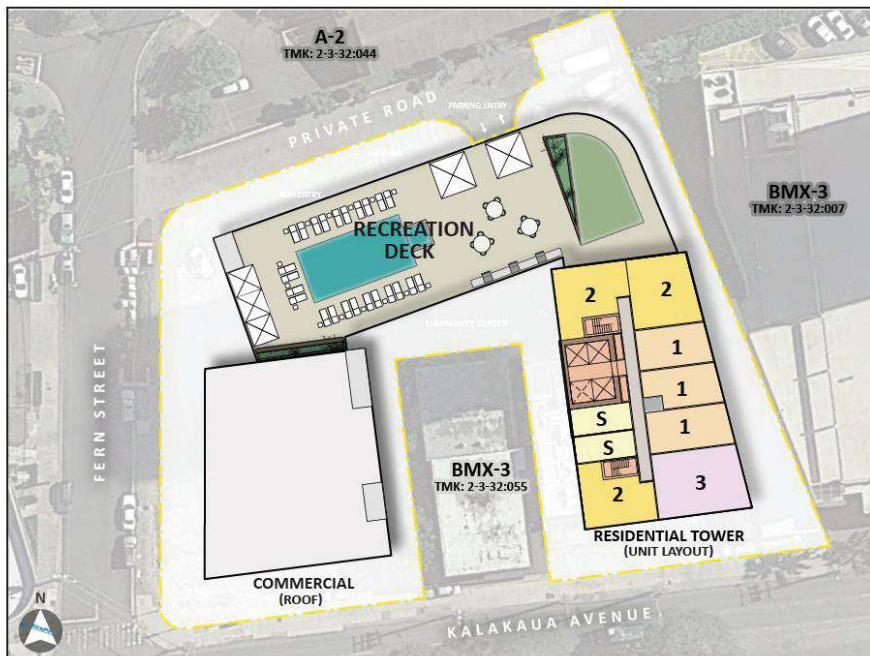 A-2
TMK: 2-3-32:044
PRIVATE ROAD
PARKING ENTRY
BMX-3
TMK: 2-3-32:007
RECREATION
DECK
2
2
1
1
1
S
S
2
3
COMMUNITY GARDEN
FERN STREET
BMX-3
TMK: 2-3-32:055
RESIDENTIAL TOWER
(UNIT LAYOUT)
COMMERCIAL
(ROOF)
N
KALAKAUA AVENUE